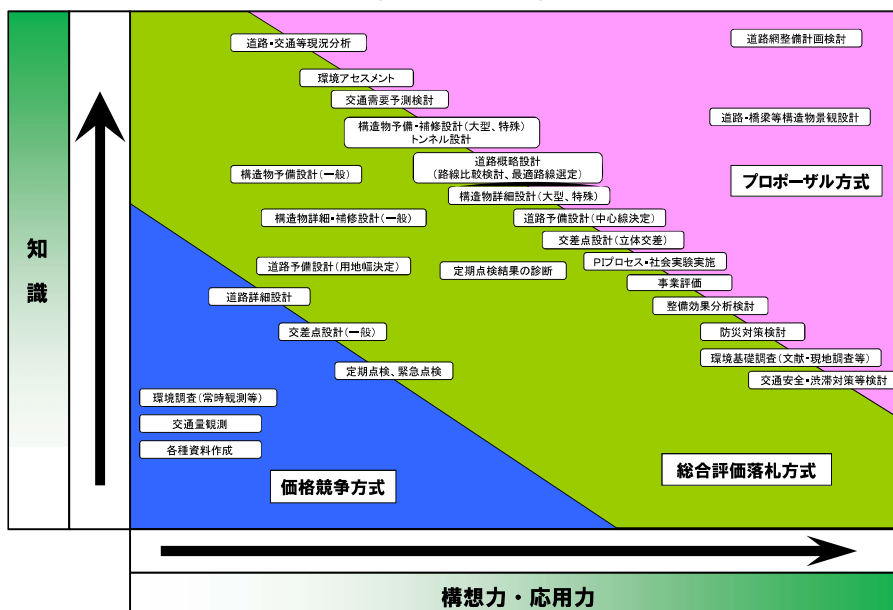 道路・交通等現況分析
道路網整備計画検討
環境アセスメント
交通需要予測検討
道路・橋梁等構造物景観設計
構造物予備・補修設計(大型、特殊)
トンネル設計
道路概略設計
(路線比較検討、最適路線選定)
構造物予備設計(一般)
プロポーザル方式
構造物詳細設計(大型、特殊)
構造物詳細・補修設計(一般)
道路予備設計(中心線決定)
交差点設計(立体交差)
知識
道路予備設計(用地幅決定)
定期点検結果の診断
PIプロセス・社会実験実施
事業評価
道路詳細設計
整備効果分析検討
交差点設計(一般)
防災対策検討
環境基礎調査(文献・現地調査等)
定期点検、緊急点検
交通安全・渋滞対策等検討
環境調査(常時観測等)
交通量観測
各種資料作成
総合評価落札方式
価格競争方式
構想力・応用力